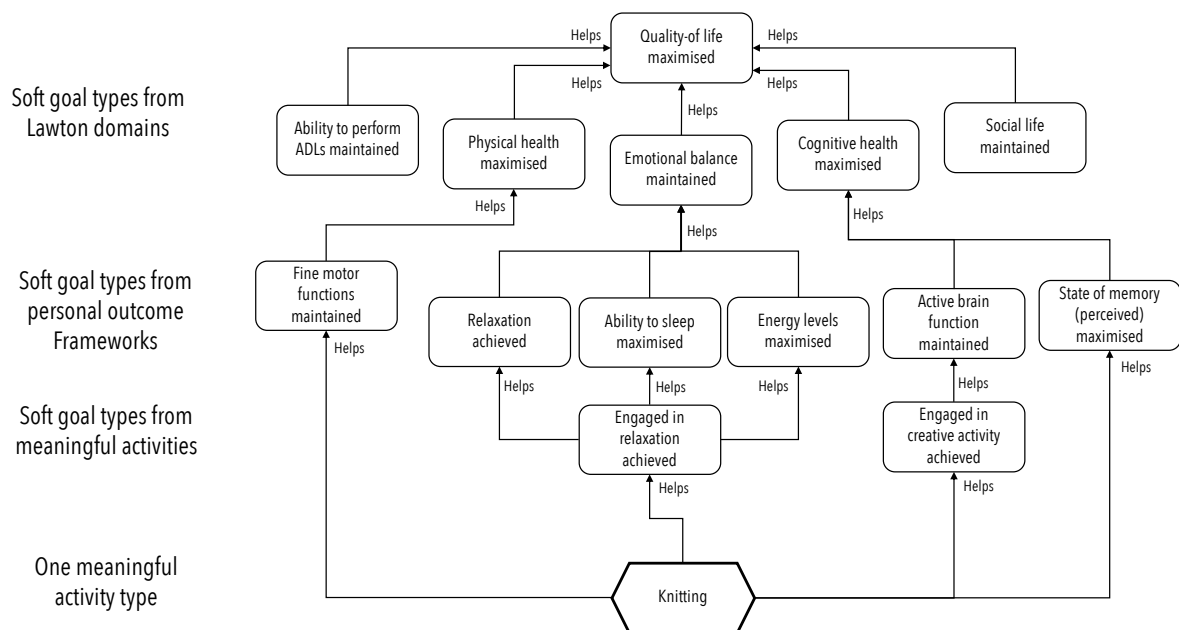 Quality-of life
maximised
Helps
Helps
Helps
Helps
Helps
Soft goal types from
Lawton domains
Ability to perform
ADLs maintained
Physical health
maximised
Emotional balance
maintained
Cognitive health
maximised
Social life
maintained
Helps
Helps
Helps
Soft goal types from
personal outcome
Frameworks
Fine motor
functions
maintained
Relaxation
achieved
Ability to sleep
maximised
Energy levels
maximised
Active brain
function
maintained
State of memory
(perceived)
maximised
Helps
Helps
Helps
Helps
Helps
Helps
Soft goal types from
meaningful activities
Engaged in
relaxation
achieved
Engaged in
creative activity
achieved
Helps
Helps
One meaningful
activity type
Knitting